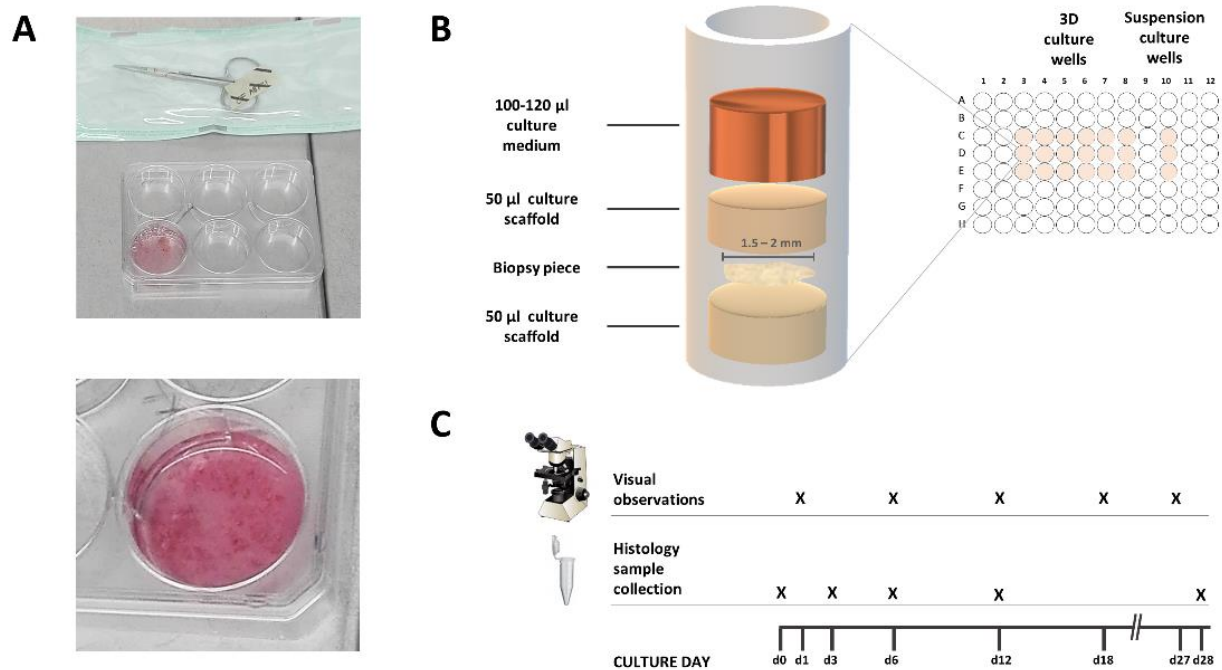 A
B
100-120 µl
culture
medium
50 µl culture
scaffold
Biopsy piece
50 µl culture
scaffold
1.5 – 2 mm
3D
culture
wells
Suspension
culture
wells
1 2 3 4 5 6 7 8 9 10 11 12
A
B
C
D
E
F
G
H
C
Visual
observations
X X X X X
Histology
sample
collection
X X X X X
CULTURE DAY
d0 d1 d3 d6 d12 d18 d27 d28